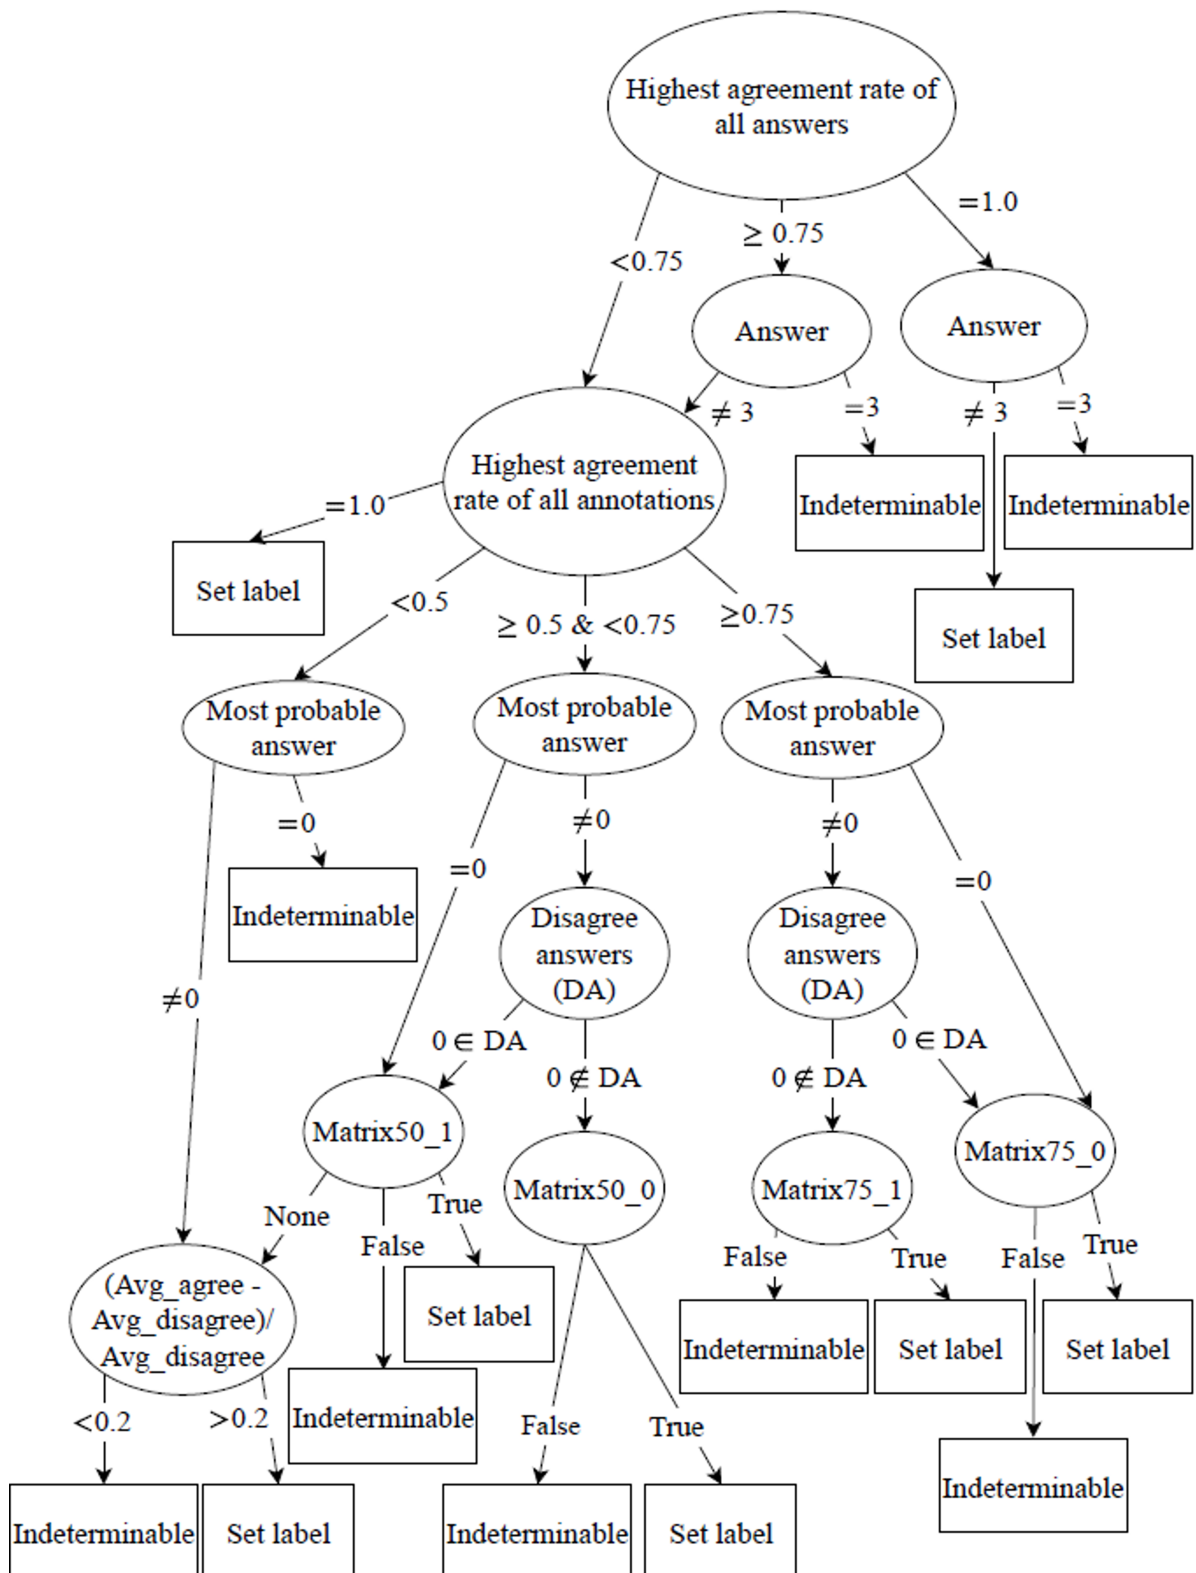 Highest agreement rate of
all answers
=1.0
≥ 0.75
<0.75
Answer
Answer
≠ 3
=3
≠ 3
=3
Highest agreement
rate of all annotations
Indeterminable
Indeterminable
=1.0
Set label
<0.5
≥ 0.5 & <0.75
≥0.75
Set label
Most probable
answer
Most probable
answer
Most probable
answer
=0
≠0
≠0
=0
=0
Indeterminable
Disagree
answers
(DA)
Disagree
answers
(DA)
≠0
0 ∈ DA
0 ∉ DA
0 ∉ DA
0 ∈ DA
Matrix50_1
Matrix50_0
Matrix75_1
Matrix75_0
None
False
True
False
True
False
True
(Avg_agree -
Avg_disagree)/
Avg_disagree
Set label
Indeterminable
Set label
Set label
<0.2
>0.2
Indeterminable
False
True
Indeterminable
Indeterminable
Set label
Indeterminable
Set label